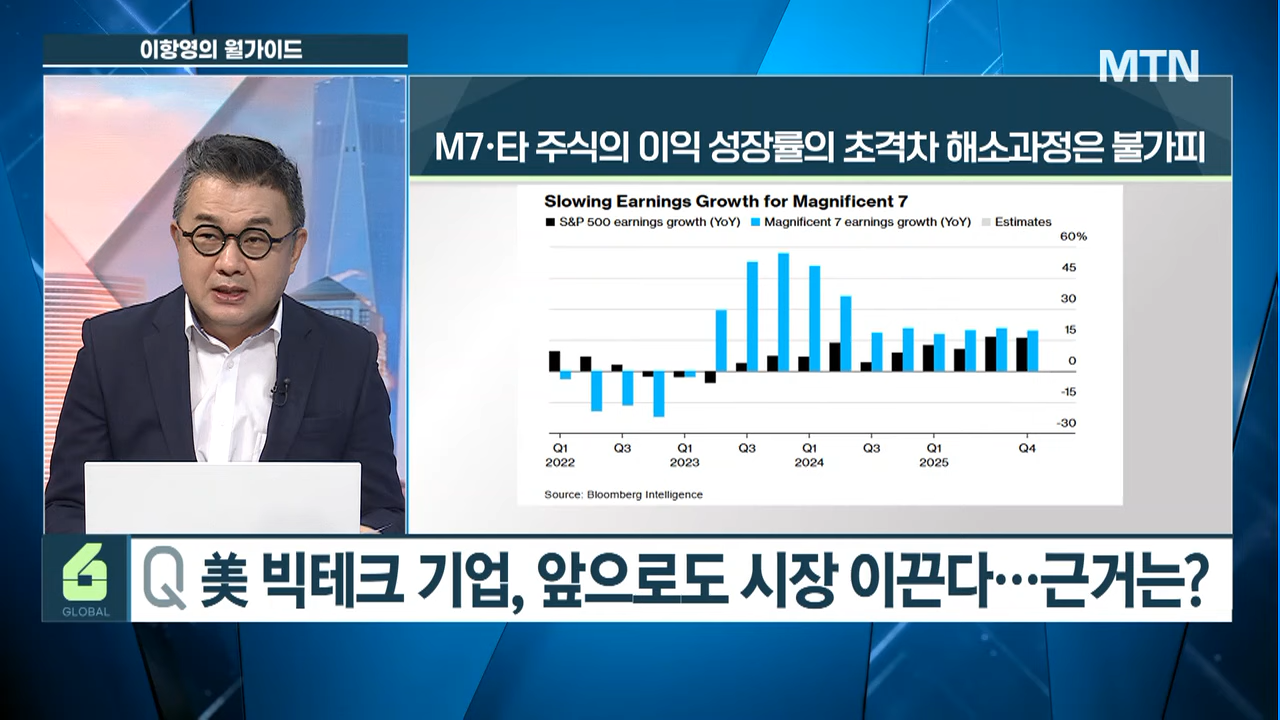 이항영의 월가이드
MTN
M7·타 주식의 이익 성장률의 초격차 해소과정은 불가피
Slowing Earnings Growth for Magnificent 7
S&P 500 earnings growth (YoY) Magnificent 7 earnings growth (YoY) Estimates
60%
45
30
15
0
-15
-30
Q1 Q3 Q1 Q3 Q1 Q3 Q1 Q4
2022 2023 2024 2025
Source: Bloomberg Intelligence
6 GLOBAL
Q 美 빅테크 기업, 앞으로도 시장 이끈다…근거는?